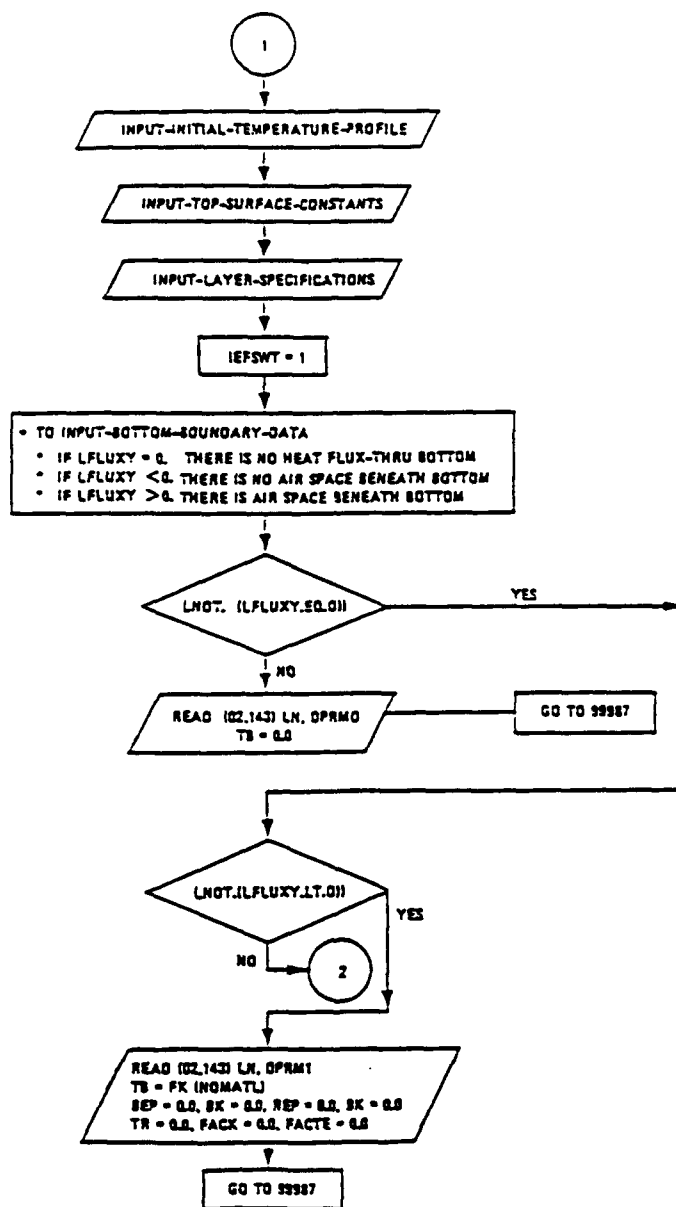 1
INPUT-INITIAL-TEMPERATURE-PROFILE
INPUT-TOP-SURFACE-CONSTANTS
INPUT-LAYER-SPECIFICATIONS
IEFSWT = 1
* TO INPUT-BOTTOM-BOUNDARY-DATA
* IF LFLUXY = 0. THERE IS NO HEAT FLUX-THRU BOTTOM
* IF LFLUXY <0. THERE IS NO AIR SPACE BENEATH BOTTOM
* IF LFLUXY >0. THERE IS AIR SPACE BENEATH BOTTOM
(.NOT. (LFLUXY.EQ.0))
YES
NO
READ (02,143) LN, DPRM0
TB = 0.0
GO TO 99987
(.NOT.(LFLUXY.LT.0))
YES
NO
2
READ (02,143) LN, DPRM1
TB = FK (NOMATL)
BEP = 0.0, BK = 0.0, REP = 0.0, SK = 0.0
TR = 0.0, FACK = 0.0, FACTE = 0.0
GO TO 99987